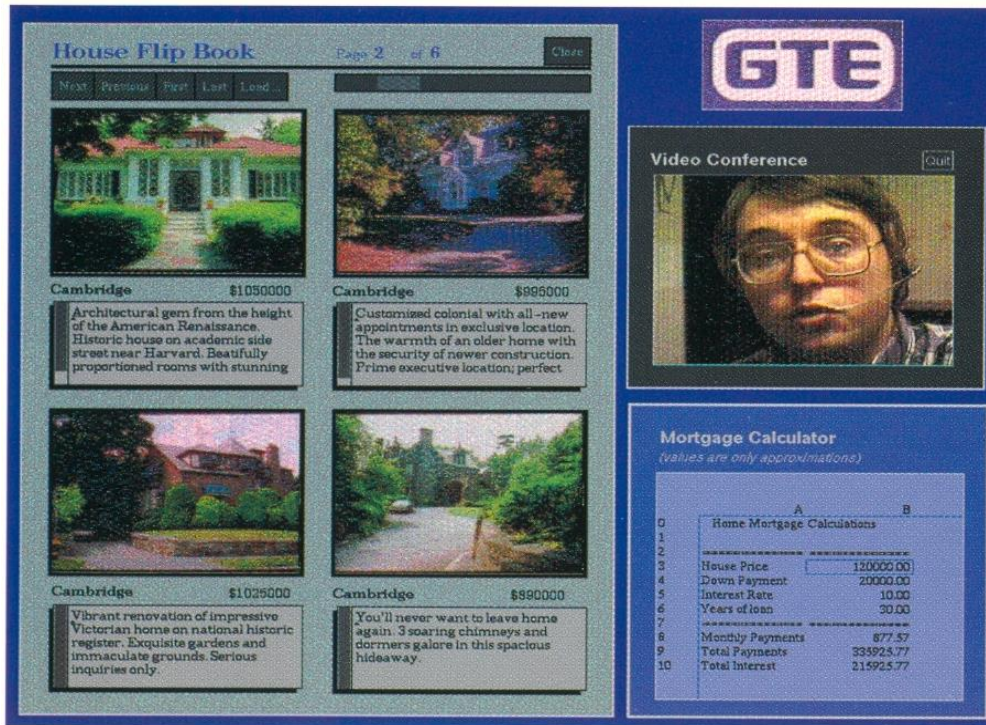 House Flip Book Page 2 of 6 Close
Next Previous First Last Load...
Cambridge $1050000
Architectural gem from the height
of the American Renaissance.
Historic house on academic side
street near Harvard. Beatifully
proportioned rooms with stunning
Cambridge $995000
Customized colonial with all-new
appointments in exclusive location.
The warmth of an older home with
the security of newer construction.
Prime executive location; perfect
Cambridge $1025000
Vibrant renovation of impressive
Victorian home on national historic
register. Exquisite gardens and
immaculate grounds. Serious
inquiries only.
Cambridge $890000
You'll never want to leave home
again. 3 soaring chimneys and
dormers galore in this spacious
hideaway.
GTE
Video Conference Quit
Mortgage Calculator
(values are only approximations)
A B
0 Home Mortgage Calculations
1
2
3 House Price 120000.00
4 Down Payment 20000.00
5 Interest Rate 10.00
6 Years of loan 30.00
7
8 Monthly Payments 877.57
9 Total Payments 335925.77
10 Total Interest 215925.77